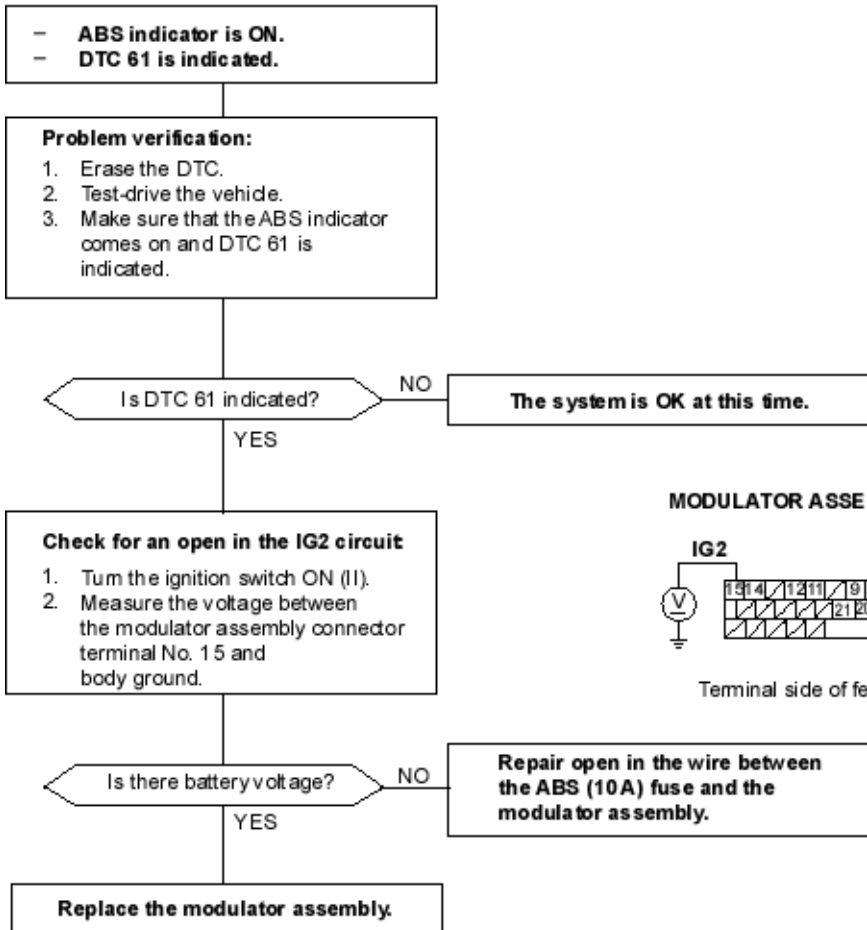 – ABS indicator is ON.
– DTC 61 is indicated.
Problem verification:
1. Erase the DTC.
2. Test-drive the vehicle.
3. Make sure that the ABS indicator
comes on and DTC 61 is
indicated.
Is DTC 61 indicated?
NO
The system is OK at this time.
YES
MODULATOR ASSE
Check for an open in the IG2 circuit:
1. Turn the ignition switch ON (II).
2. Measure the voltage between
the modulator assembly connector
terminal No. 15 and
body ground.
IG2
V
15 14 12 11 9
21 20
Terminal side of fe
Is there battery voltage?
NO
Repair open in the wire between
the ABS (10A) fuse and the
modulator assembly.
YES
Replace the modulator assembly.